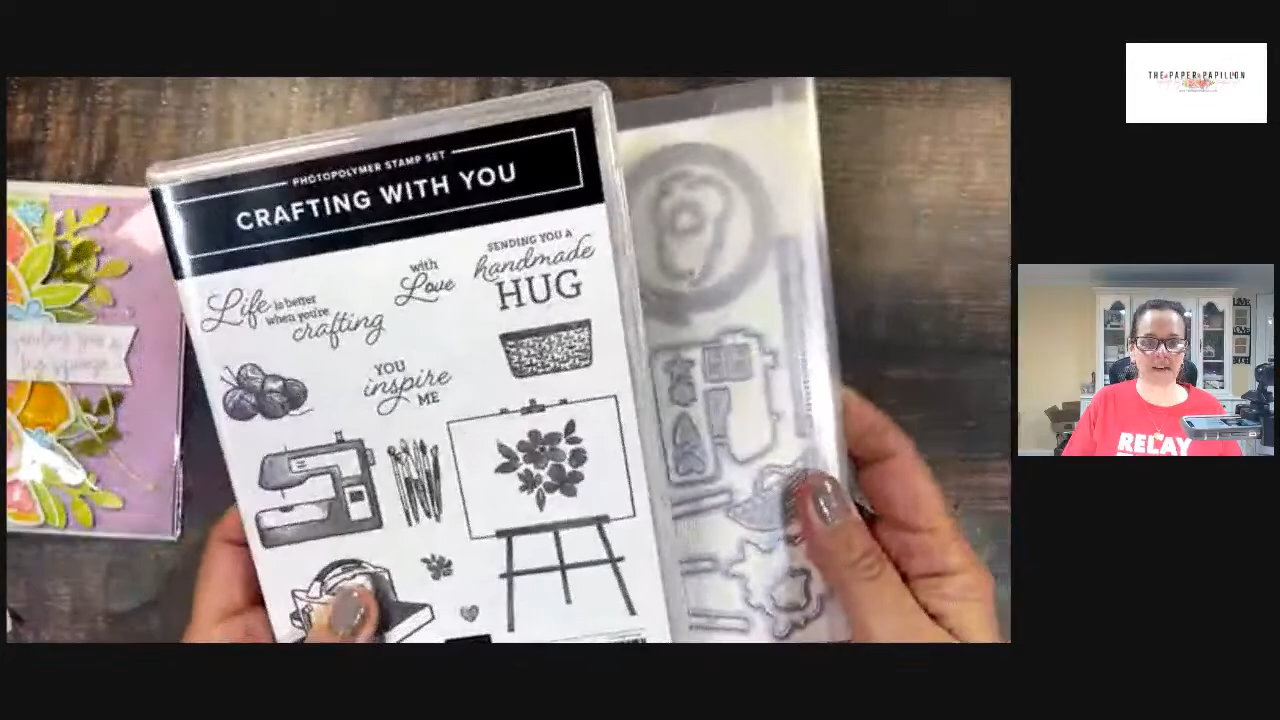 PHOTOPOLYMER STAMP SET
CRAFTING WITH YOU
Life is better
when you're
crafting
with
Love
SENDING YOU A
handmade
HUG
YOU
inspire
ME
THE PAPER PAPILLON
RELAY